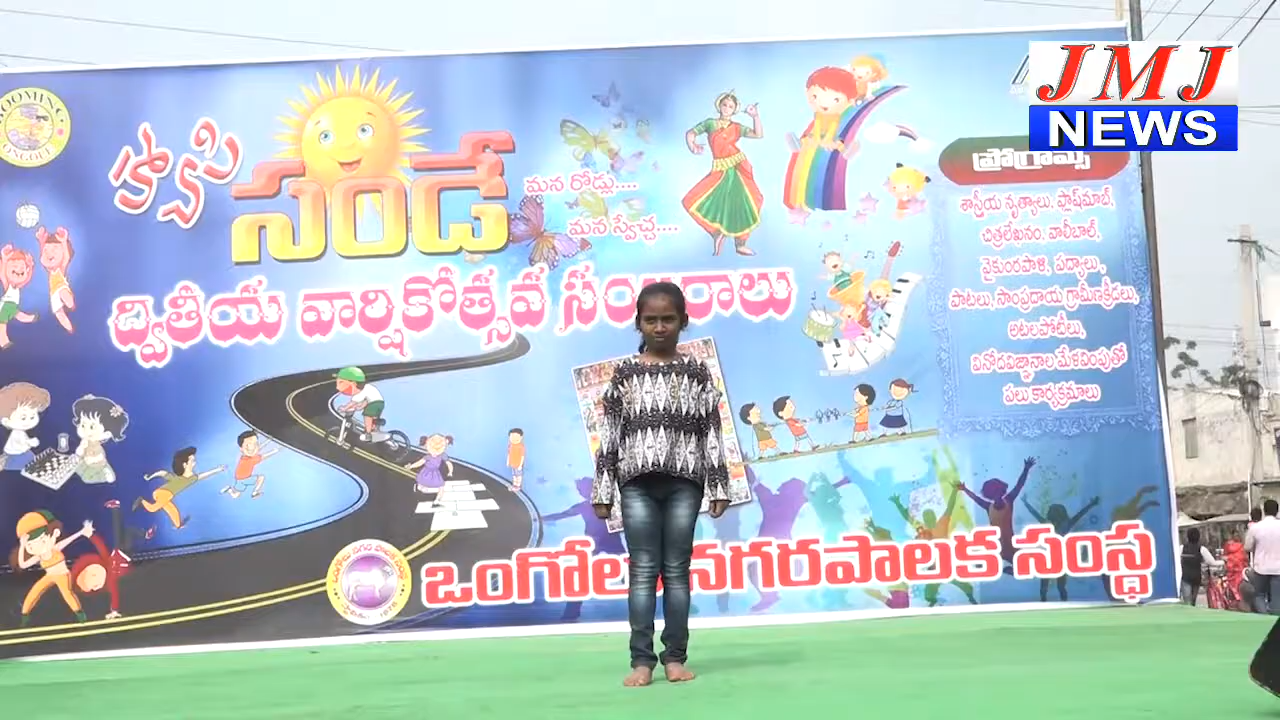 JMJ
NEWS
హ్యాపి
సండే
మన రోడ్లు....
మన స్వేచ్ఛ....
ద్వితీయ వార్షికోత్సవ
ప్రోగ్రామ్స్
శాస్త్రీయ నృత్యాలు, ఫ్లాష్‌మాబ్,
చిత్రలేఖనం, వాలీబాల్,
వైకుంఠపాళి, పద్యాలు,
పాటలు, సాంప్రదాయ గ్రామీణక్రీడలు,
ఆటలపోటీలు,
వినోదవిజ్ఞానాల మేళవింపుతో
పలు కార్యక్రమాలు
ఒంగోలు నగరపాలక సంస్థ